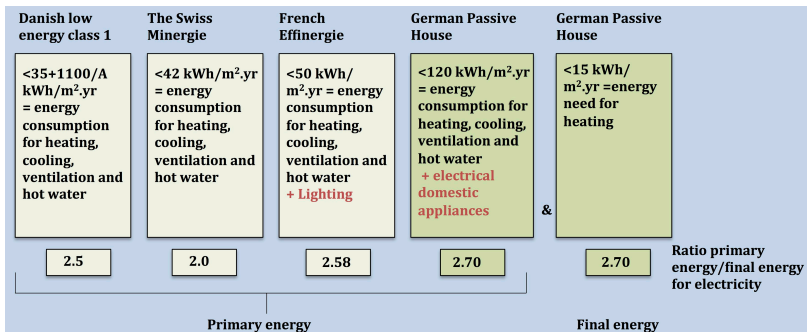 Danish low
energy class 1
The Swiss
Minergie
French
Effinergie
German Passive
House
German Passive
House
<35+1100/A
kWh/m².yr
= energy
consumption
for heating,
cooling,
ventilation and
hot water
<42 kWh/m².yr
= energy
consumption
for heating,
cooling,
ventilation and
hot water
<50 kWh/
m².yr = energy
consumption
for heating,
cooling,
ventilation and
hot water
+ Lighting
<120 kWh/m².yr
= energy
consumption for
heating, cooling,
ventilation and
hot water
+ electrical
domestic
appliances
&
<15 kWh/
m².yr =energy
need for
heating
2.5
2.0
2.58
2.70
2.70
Ratio primary
energy/final energy
for electricity
Primary energy
Final energy